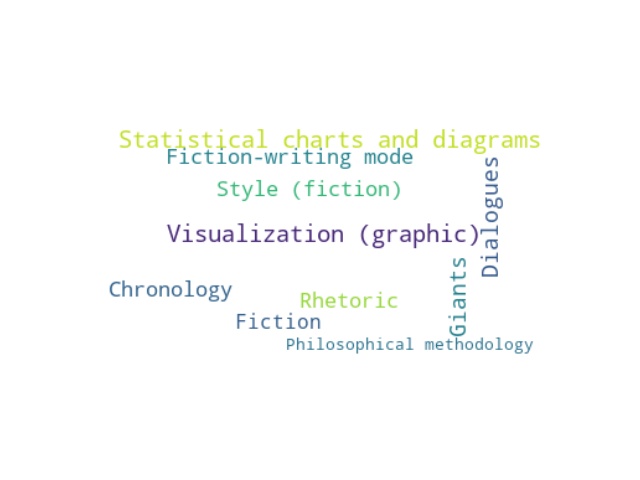 Statistical charts and diagrams
Fiction-writing mode
Style (fiction)
Dialogues
Visualization (graphic)
Giants
Chronology
Rhetoric
Fiction
Philosophical methodology